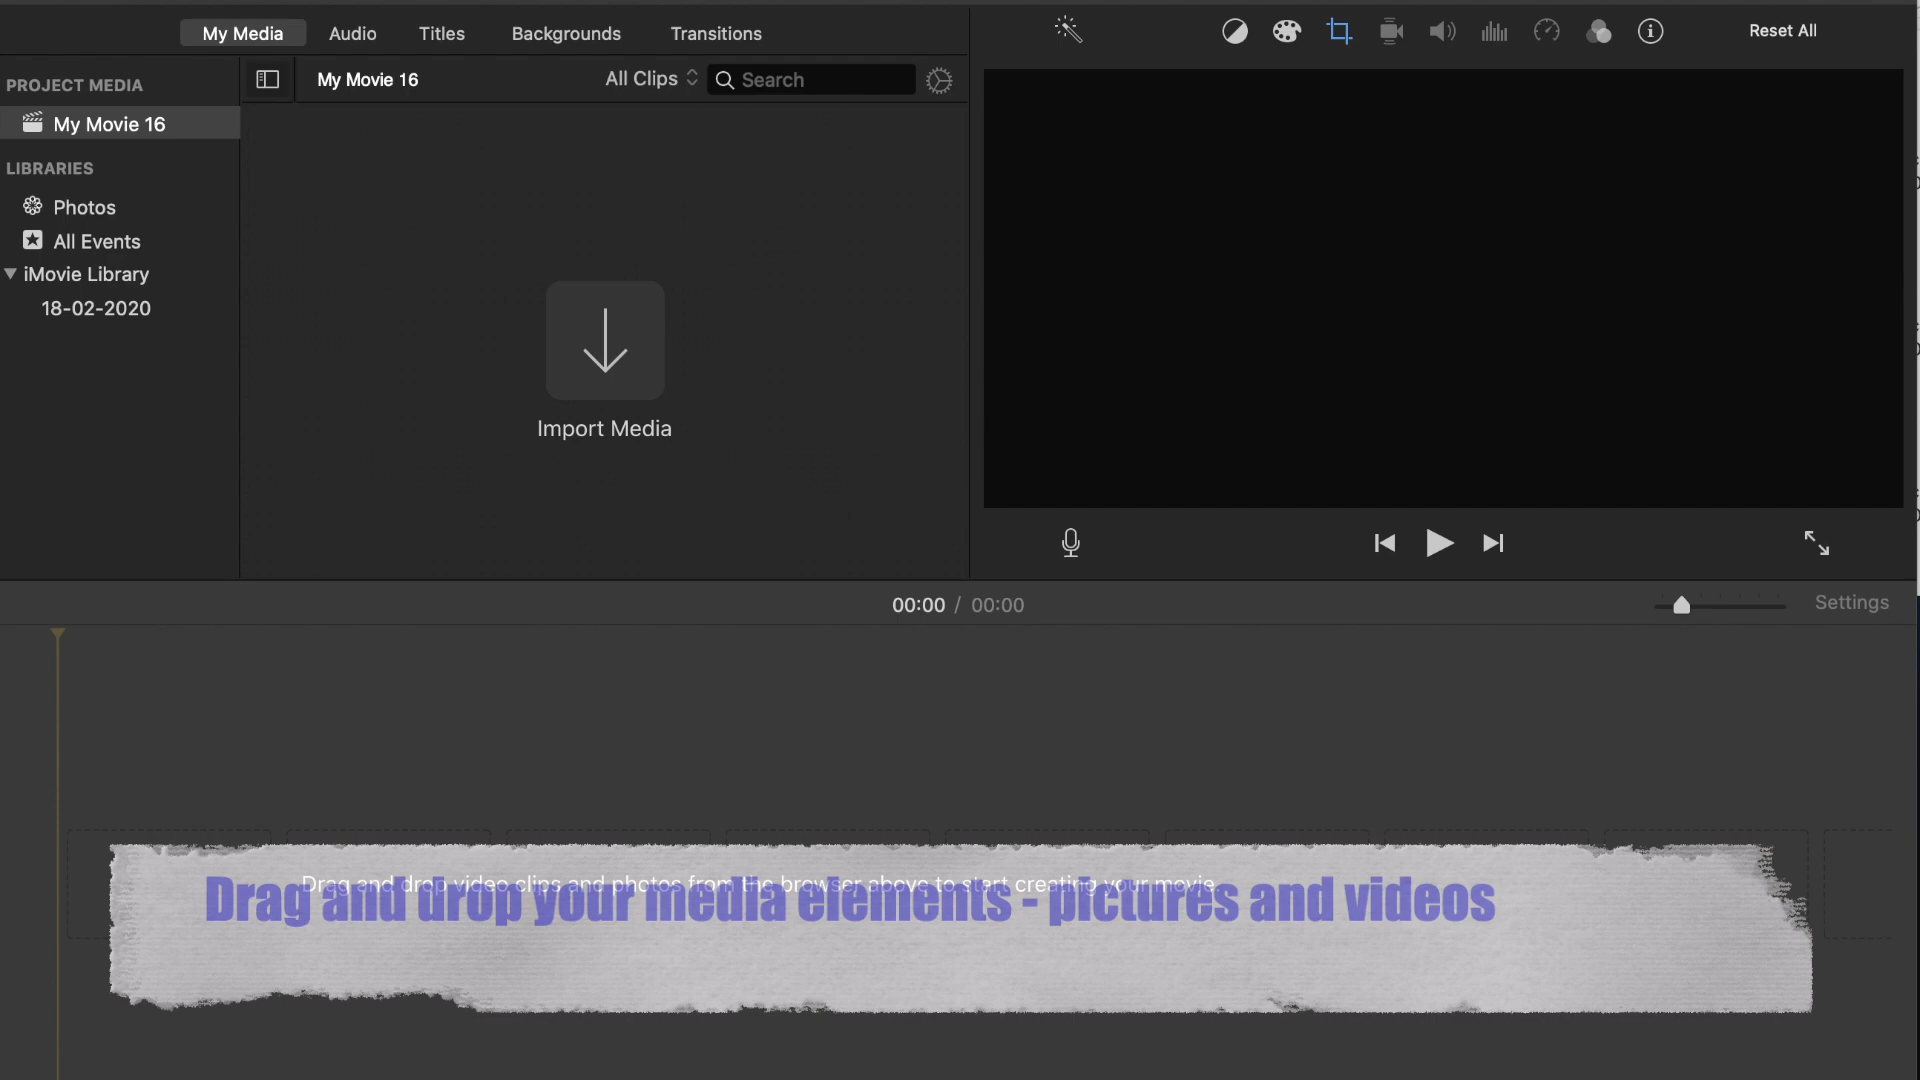 My Media
Audio
Titles
Backgrounds
Transitions
Reset All
PROJECT MEDIA
My Movie 16
All Clips
Search
My Movie 16
LIBRARIES
Photos
All Events
iMovie Library
18-02-2020
Import Media
00:00 / 00:00
Settings
Drag and drop video clips and photos from the browser above to start creating your movie.
Drag and drop your media elements - pictures and videos